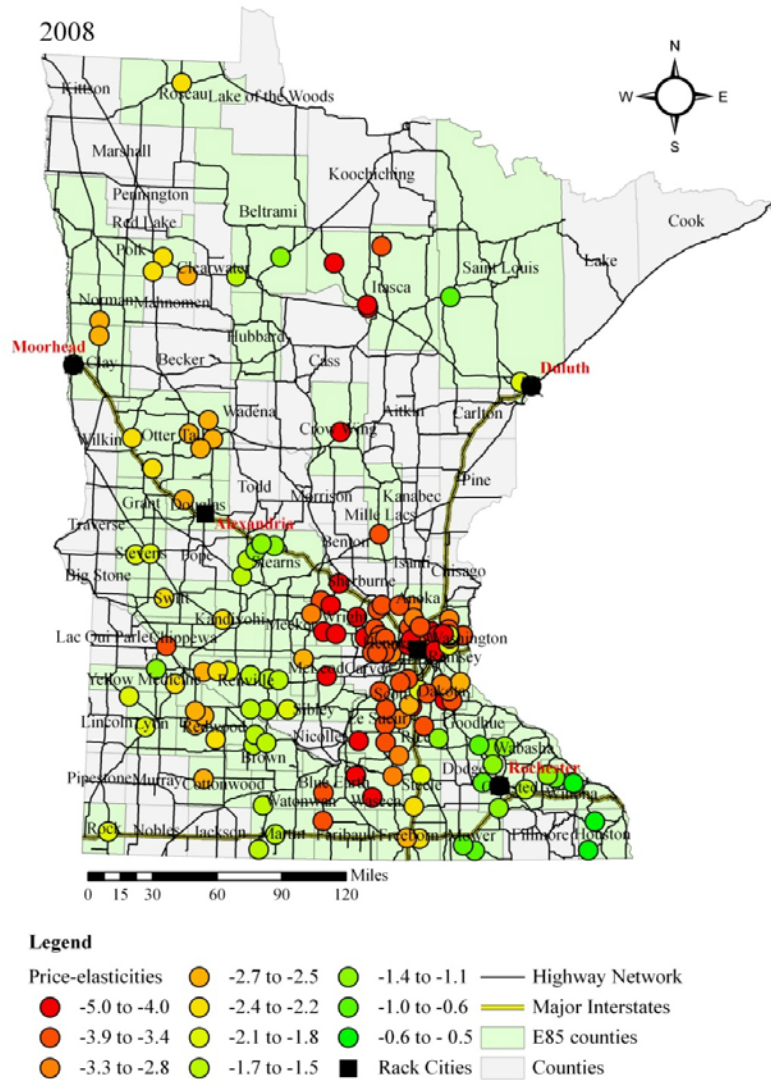 2008
N
W E
S
Kittson
Roseau
Lake of the Woods
Marshall
Koochiching
Pennington
Beltrami
Red Lake
Cook
Polk
Clearwater
Saint Louis
Lake
Itasca
Norman
Mahnomen
Hubbard
Moorhead
Clay
Becker
Cass
Duluth
Wadena
Aitkin
Carlton
Wilkin
Otter Tail
Crow Wing
Pine
Todd
Morrison
Kanabec
Grant
Douglas
Mille Lacs
Traverse
Alexandria
Pope
Benton
Isanti
Stevens
Stearns
Chisago
Big Stone
Sherburne
Swift
Anoka
Kandiyohi
Meeker
Wright
Washington
Lac Qui Parle
Chippewa
Ramsey
McLeod
Carver
Yellow Medicine
Renville
Scott
Dakota
Sibley
Lincoln
Lyon
Redwood
Nicollet
Le Sueur
Rice
Goodhue
Wabasha
Brown
Dodge
Rochester
Pipestone
Murray
Cottonwood
Blue Earth
Waseca
Steele
Olmsted
Winona
Watonwan
Rock
Nobles
Jackson
Martin
Faribault
Freeborn
Mower
Fillmore
Houston
Miles
0 15 30 60 90 120
Legend
Price-elasticities
-5.0 to -4.0
-3.9 to -3.4
-3.3 to -2.8
-2.7 to -2.5
-2.4 to -2.2
-2.1 to -1.8
-1.7 to -1.5
-1.4 to -1.1
-1.0 to -0.6
-0.6 to - 0.5
Rack Cities
Highway Network
Major Interstates
E85 counties
Counties